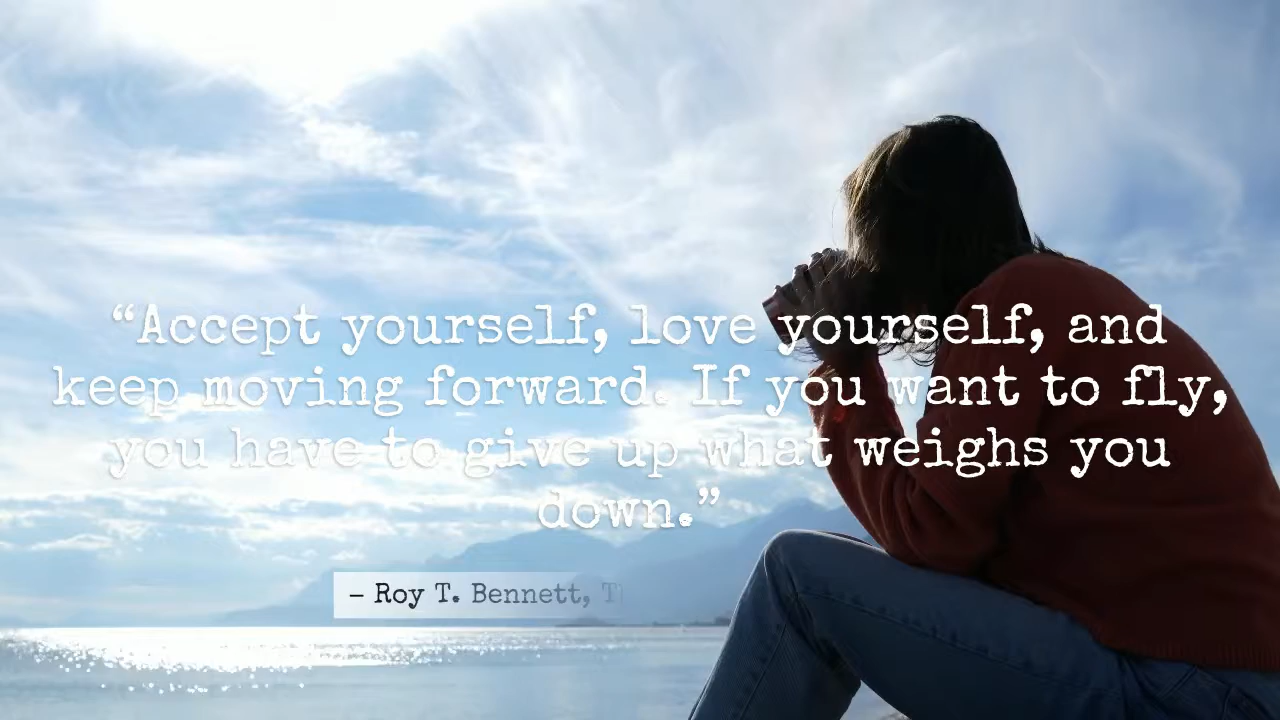 “Accept yourself, love yourself, and
keep moving forward. If you want to fly,
you have to give up what weighs you
down.”
– Roy T. Bennett,